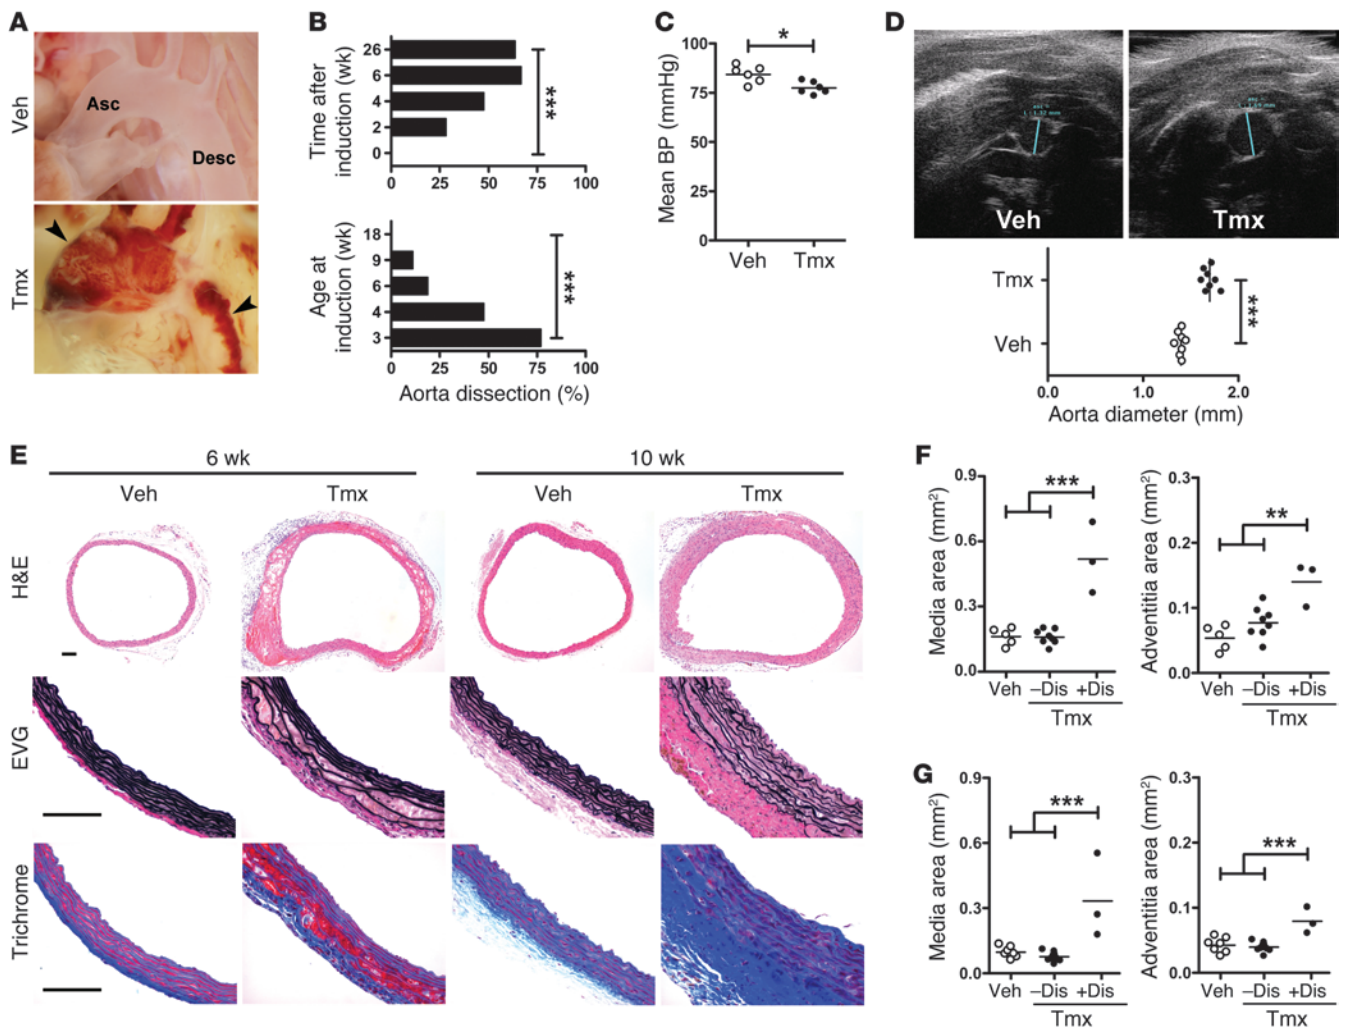 A
Veh
Asc
Desc
Tmx
B
Time after
induction (wk)
26
6
4
2
0
***
0
25
50
75
100
Age at
induction (wk)
18
9
6
4
3
***
0
25
50
75
100
Aorta dissection (%)
C
Mean BP (mmHg)
100
75
50
25
0
*
Veh
Tmx
D
Veh
Tmx
Tmx
Veh
***
0.0
1.0
2.0
Aorta diameter (mm)
E
6 wk
10 wk
Veh
Tmx
Veh
Tmx
H&E
EVG
Trichrome
F
Media area (mm²)
0.9
0.6
0.3
0.0
***
Veh
–Dis
+Dis
Tmx
Adventitia area (mm²)
0.3
0.2
0.1
0.0
**
Veh
–Dis
+Dis
Tmx
G
Media area (mm²)
0.9
0.6
0.3
0.0
***
Veh
–Dis
+Dis
Tmx
Adventitia area (mm²)
0.3
0.2
0.1
0.0
***
Veh
–Dis
+Dis
Tmx